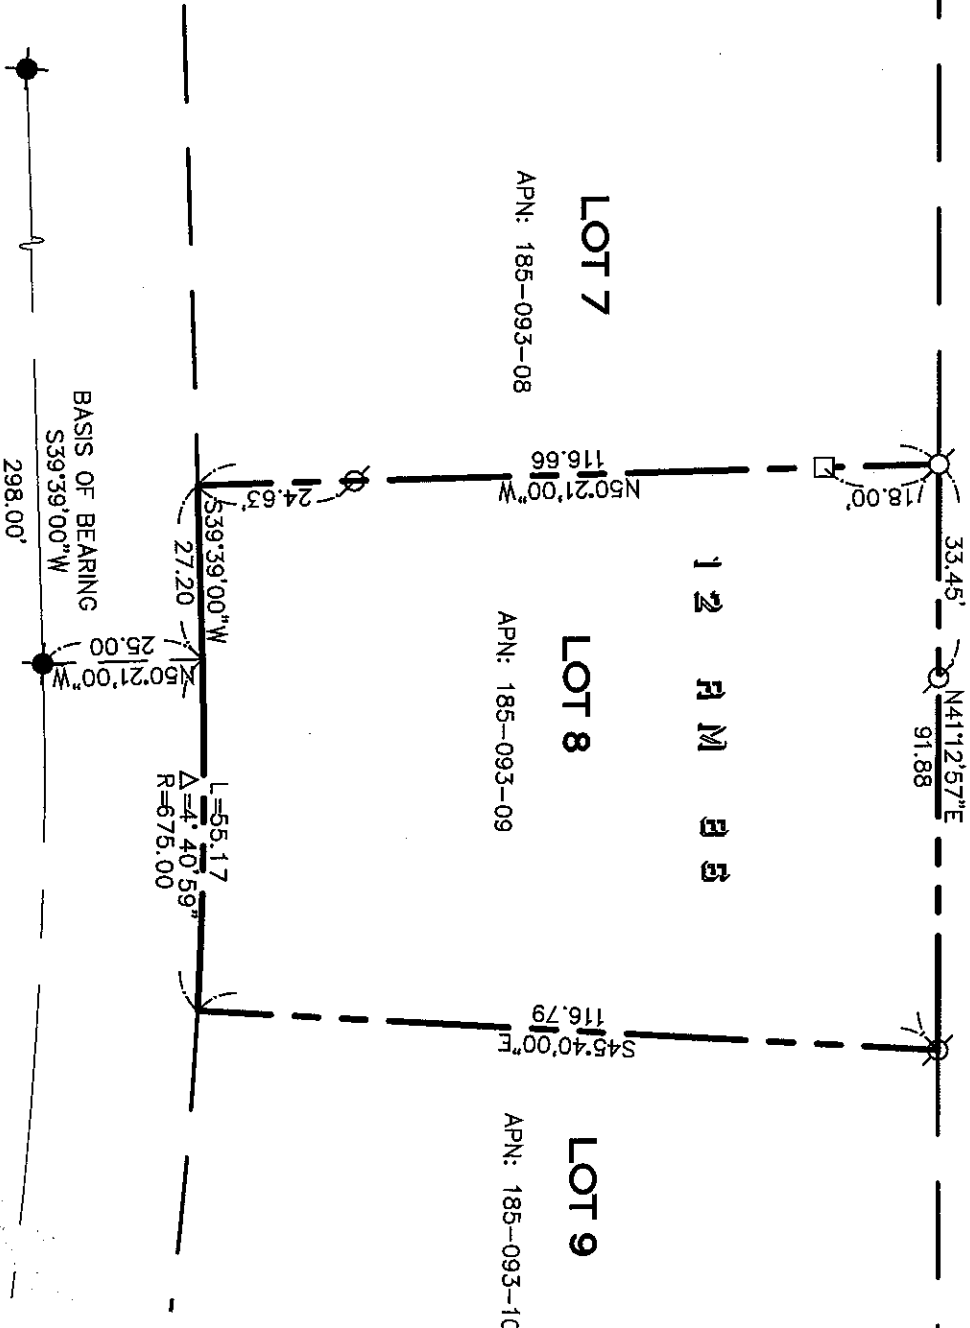 33.45'
N41°12'57"E
91.88
18.00'
N50°21'00"W
116.66
24.63'
LOT 7
APN: 185-093-08
12 RM 83
LOT 8
APN: 185-093-09
S45°40'00"E
116.79
LOT 9
APN: 185-093-10
S39°39'00"W
27.20
L=55.17
Δ=4°40'59"
R=675.00
N50°21'00"W
25.00
BASIS OF BEARING
S39°39'00"W
298.00'